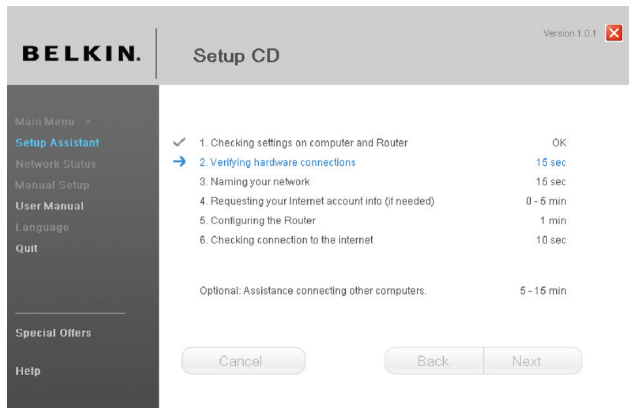 BELKIN.
Setup CD
Version 1.0.1
Main Menu >
Setup Assistant
Network Status
Manual Setup
User Manual
Language
Quit
Special Offers
Help
1. Checking settings on computer and Router OK
2. Verifying hardware connections 15 sec
3. Naming your network 15 sec
4. Requesting your Internet account info (if needed) 0 - 5 min
5. Configuring the Router 1 min
6. Checking connection to the internet 10 sec
Optional: Assistance connecting other computers. 5 - 15 min
Cancel
Back
Next